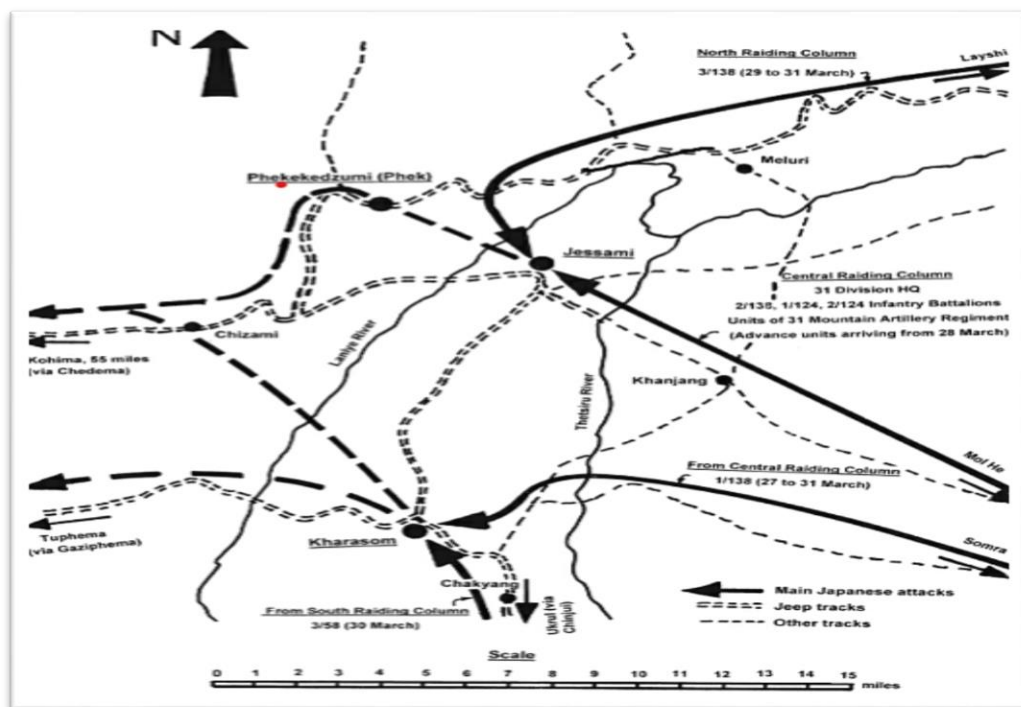 N
North Raiding Column
3/138 (29 to 31 March)
Layshi
Meluri
Phekekedzumi (Phek)
Jessami
Central Raiding Column
31 Division HQ
2/138, 1/124, 2/124 Infantry Battalions
Units of 31 Mountain Artillery Regiment
(Advance units arriving from 28 March)
Chizami
Kohima, 55 miles
(via Chedema)
Laniye River
Thetsiru River
Khanjang
Mol He
From Central Raiding Column
1/138 (27 to 31 March)
Somra
Tuphema
(via Gaziphema)
Kharasom
Chakyang
From South Raiding Column
3/58 (30 March)
Ukrul (via
Chinjui)
Main Japanese attacks
Jeep tracks
Other tracks
Scale
0 1 2 3 4 5 6 7 8 9 10 11 12 13 14 15 miles